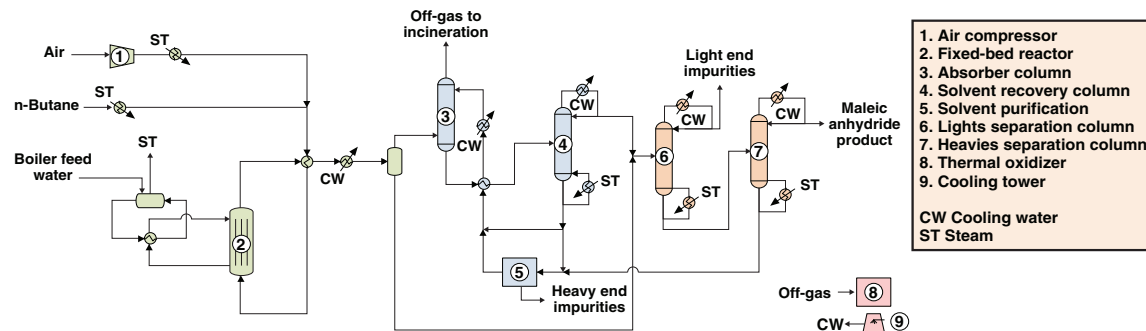 Off-gas to
incineration
Air
1
ST
n-Butane
ST
Boiler feed
water
ST
2
CW
3
CW
CW
4
ST
5
Heavy end
impurities
Light end
impurities
CW
6
ST
CW
7
ST
Maleic
anhydride
product
Off-gas
8
CW
9
1. Air compressor
2. Fixed-bed reactor
3. Absorber column
4. Solvent recovery column
5. Solvent purification
6. Lights separation column
7. Heavies separation column
8. Thermal oxidizer
9. Cooling tower
CW Cooling water
ST Steam